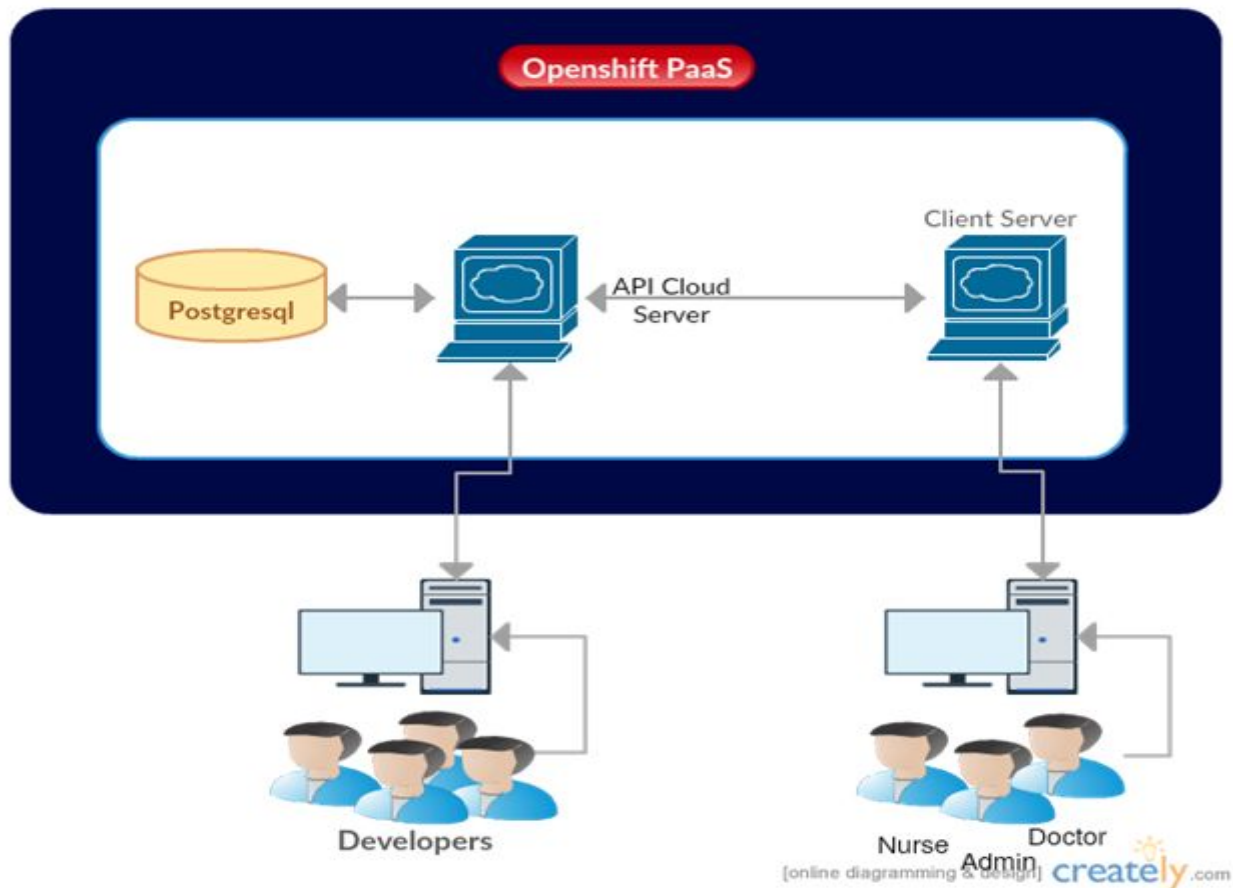 Openshift PaaS
Client Server
API Cloud
Server
Postgresql
Developers
Nurse
Admin
Doctor
[online diagramming & design]
creately.com